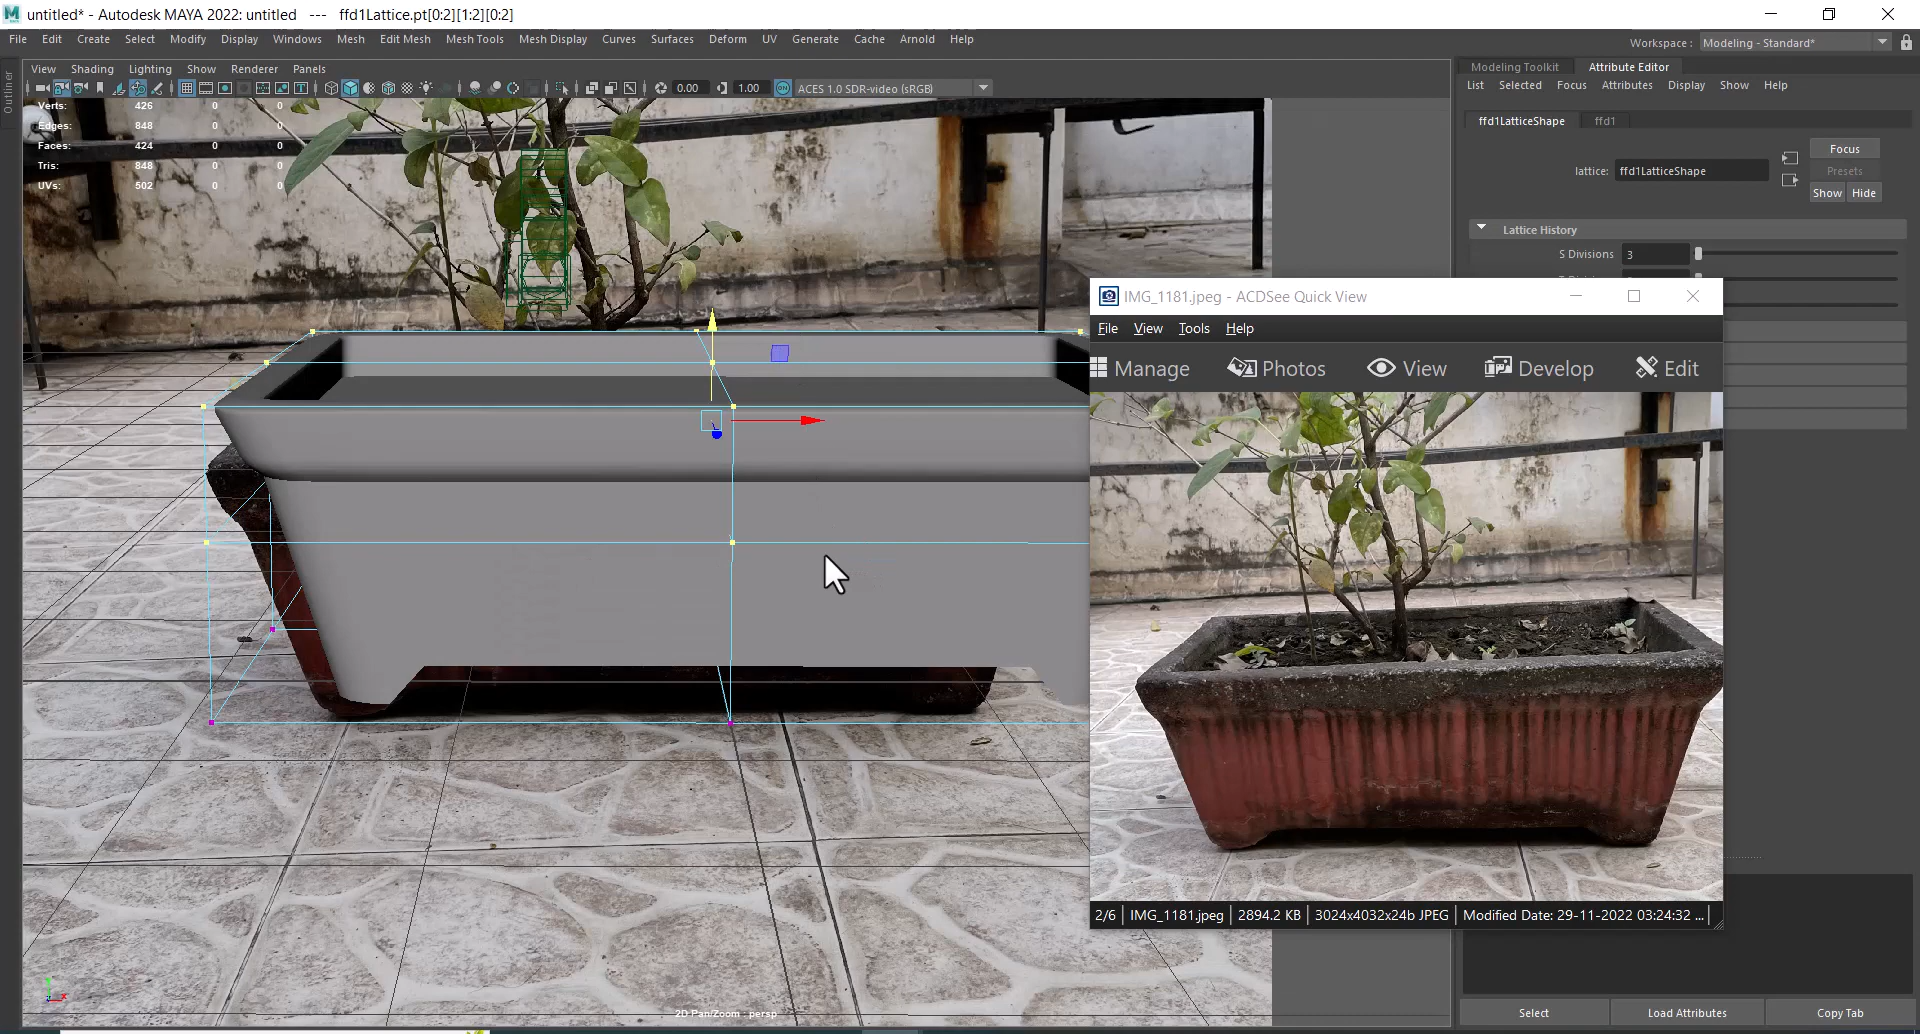 untitled* - Autodesk MAYA 2022: untitled --- ffd1Lattice.pt[0:2][1:2][0:2]
File Edit Create Select Modify Display Windows Mesh Edit Mesh Mesh Tools Mesh Display Curves Surfaces Deform UV Generate Cache Arnold Help
Workspace : Modeling - Standard*
View Shading Lighting Show Renderer Panels
0.00 1.00 ACES 1.0 SDR-video (sRGB)
Outliner
Verts: 426 0 0
Edges: 848 0 0
Faces: 424 0 0
Tris: 848 0 0
UVs: 502 0 0
2D Pan/Zoom : persp
Modeling Toolkit Attribute Editor
List Selected Focus Attributes Display Show Help
ffd1LatticeShape ffd1
Focus
lattice: ffd1LatticeShape
Presets
Show Hide
Lattice History
S Divisions 3
IMG_1181.jpeg - ACDSee Quick View
File View Tools Help
Manage Photos View Develop Edit
2/6 IMG_1181.jpeg 2894.2 KB 3024x4032x24b JPEG Modified Date: 29-11-2022 03:24:32 ...
Select Load Attributes Copy Tab